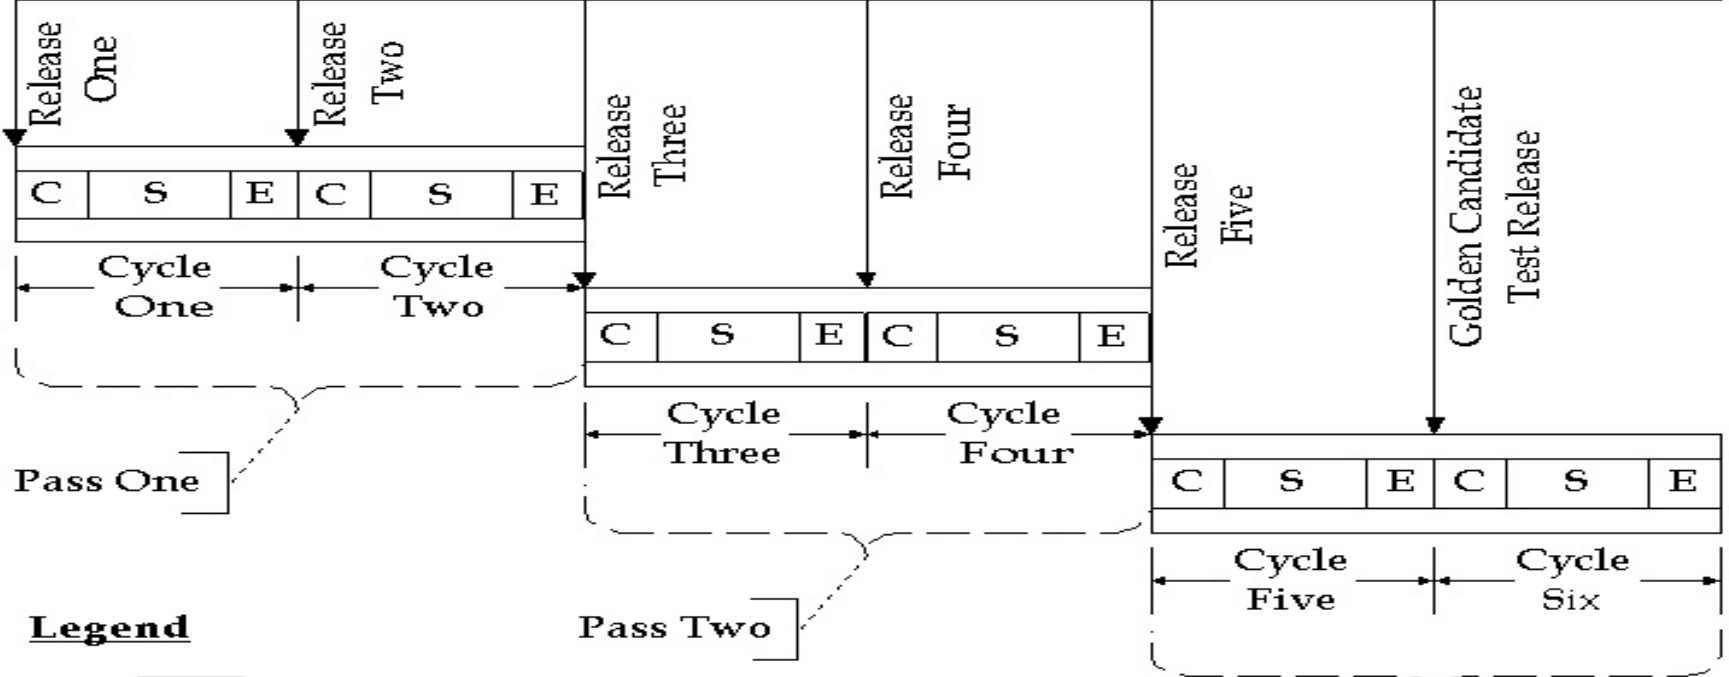 Release
One
Release
Two
Release
Three
Release
Four
Release
Five
Golden Candidate
Test Release
C S E C S E
Cycle
One
Cycle
Two
C S E C S E
Cycle
Three
Cycle
Four
Pass One
C S E C S E
Cycle
Five
Cycle
Six
Pass Two
Legend